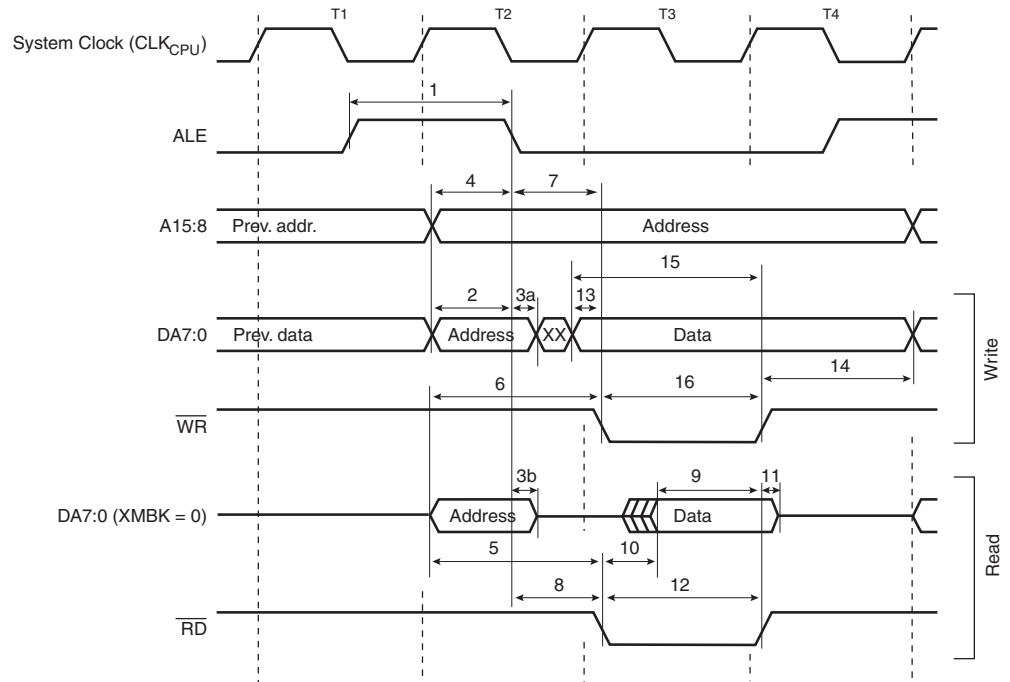 T1 T2 T3 T4
System Clock (CLKCPU)
1
ALE
4 7
A15:8 Prev. addr. Address
15
2 3a 13
DA7:0 Prev. data Address XX Data
14
6 16
WR
Write
3b 9 11
DA7:0 (XMBK = 0) Address Data
5 10
8 12
RD
Read